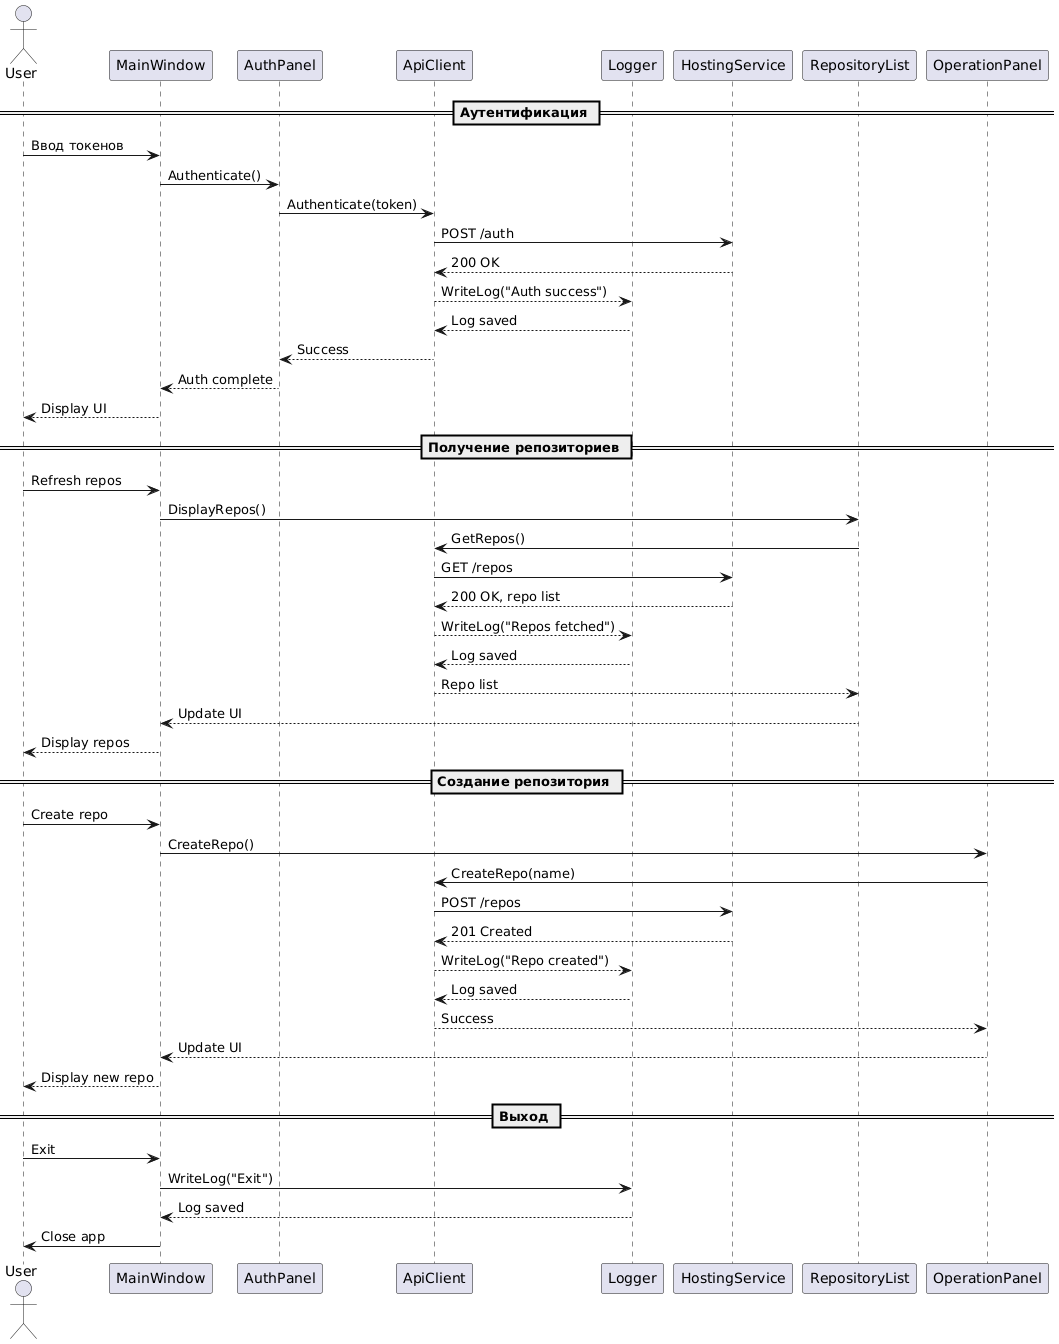 User
MainWindow
AuthPanel
ApiClient
Logger
HostingService
RepositoryList
OperationPanel
Аутентификация
Ввод токенов
Authenticate()
Authenticate(token)
POST /auth
200 OK
WriteLog("Auth success")
Log saved
Success
Auth complete
Display UI
Получение репозиториев
Refresh repos
DisplayRepos()
GetRepos()
GET /repos
200 OK, repo list
WriteLog("Repos fetched")
Log saved
Repo list
Update UI
Display repos
Создание репозитория
Create repo
CreateRepo()
CreateRepo(name)
POST /repos
201 Created
WriteLog("Repo created")
Log saved
Success
Update UI
Display new repo
Выход
Exit
WriteLog("Exit")
Log saved
Close app
User
MainWindow
AuthPanel
ApiClient
Logger
HostingService
RepositoryList
OperationPanel